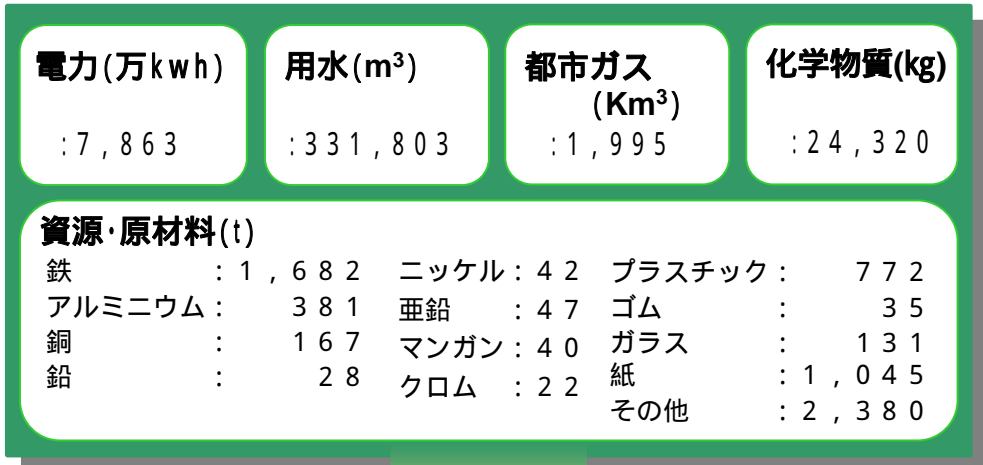 電力(万kwh)
:7,863
用水(m³)
:331,803
都市ガス
(Km³)
:1,995
化学物質(kg)
:24,320
資源・原材料(t)
鉄 :1,682
アルミニウム: 381
銅 : 167
鉛 : 28
ニッケル:42
亜鉛 :47
マンガン:40
クロム :22
プラスチック: 772
ゴム : 35
ガラス : 131
紙 :1,045
その他 :2,380